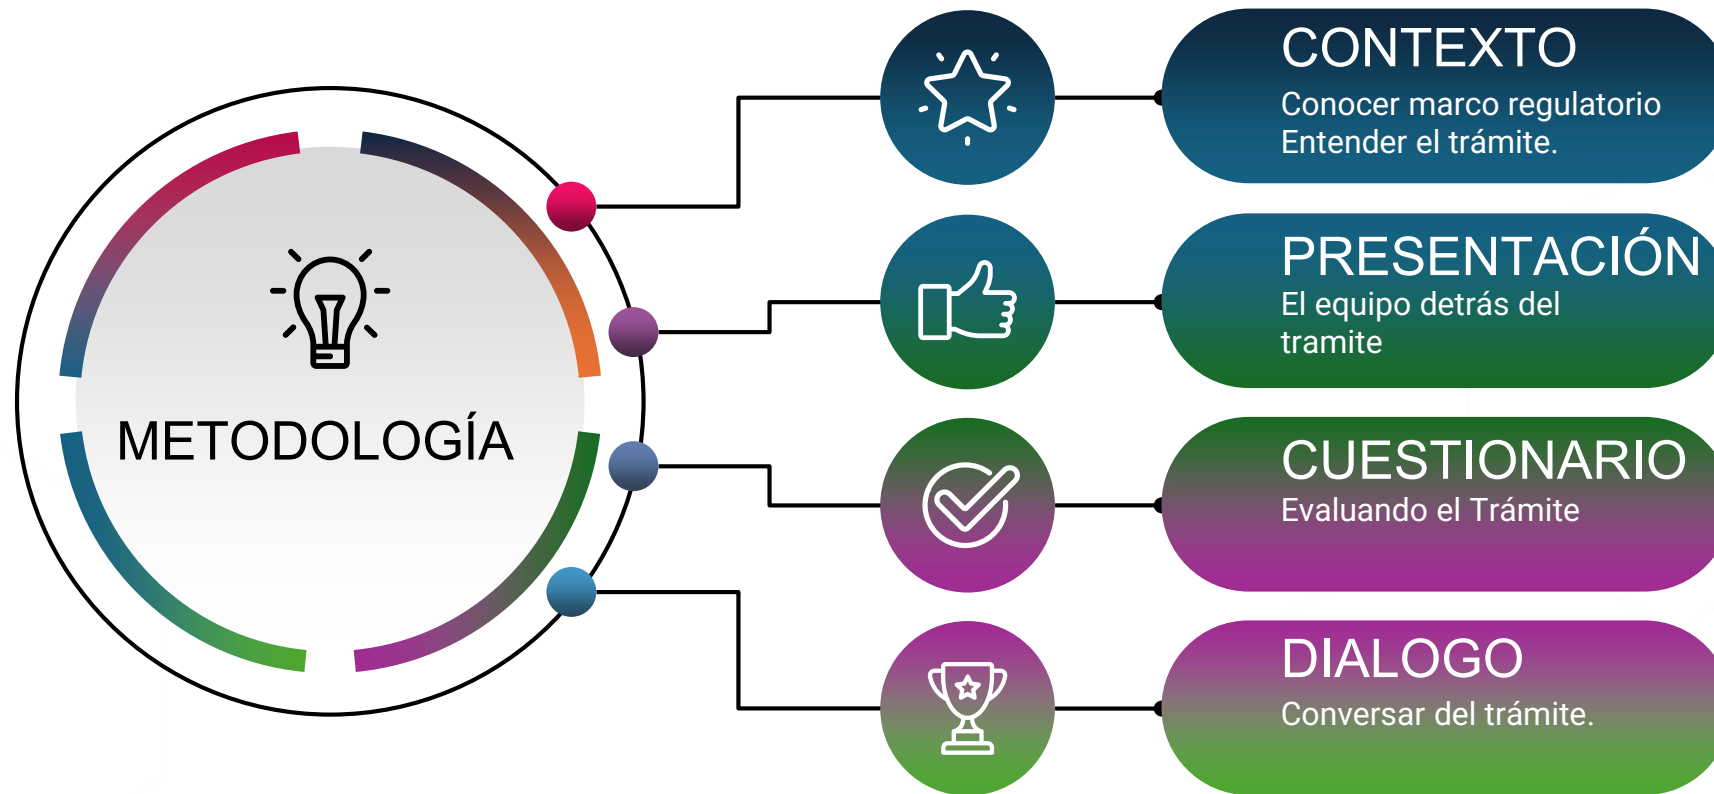 METODOLOGÍA
CONTEXTO
Conocer marco regulatorio
Entender el trámite.
PRESENTACIÓN
El equipo detrás del
tramite
CUESTIONARIO
Evaluando el Trámite
DIALOGO
Conversar del trámite.